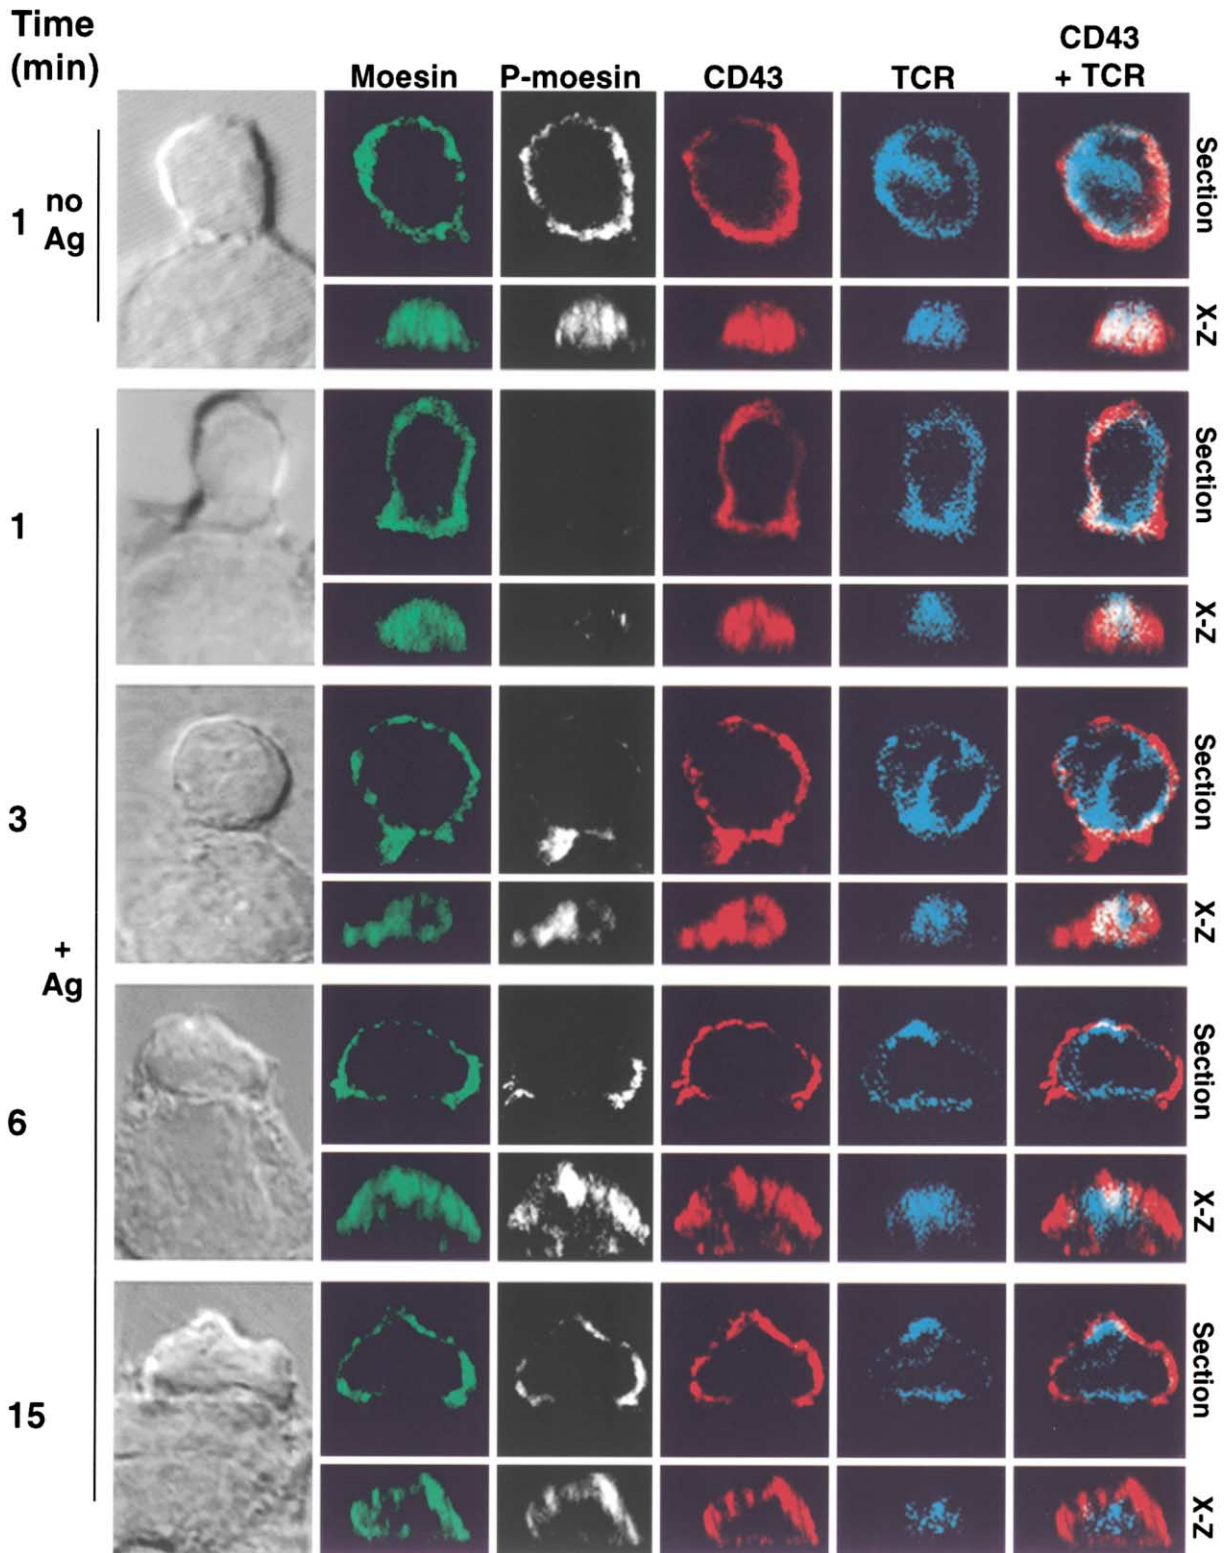 Time
(min)
Moesin
P-moesin
CD43
TCR
CD43
+ TCR
1
no
Ag
Section
X-Z
1
Section
X-Z
3
Section
X-Z
+
Ag
6
Section
X-Z
15
Section
X-Z